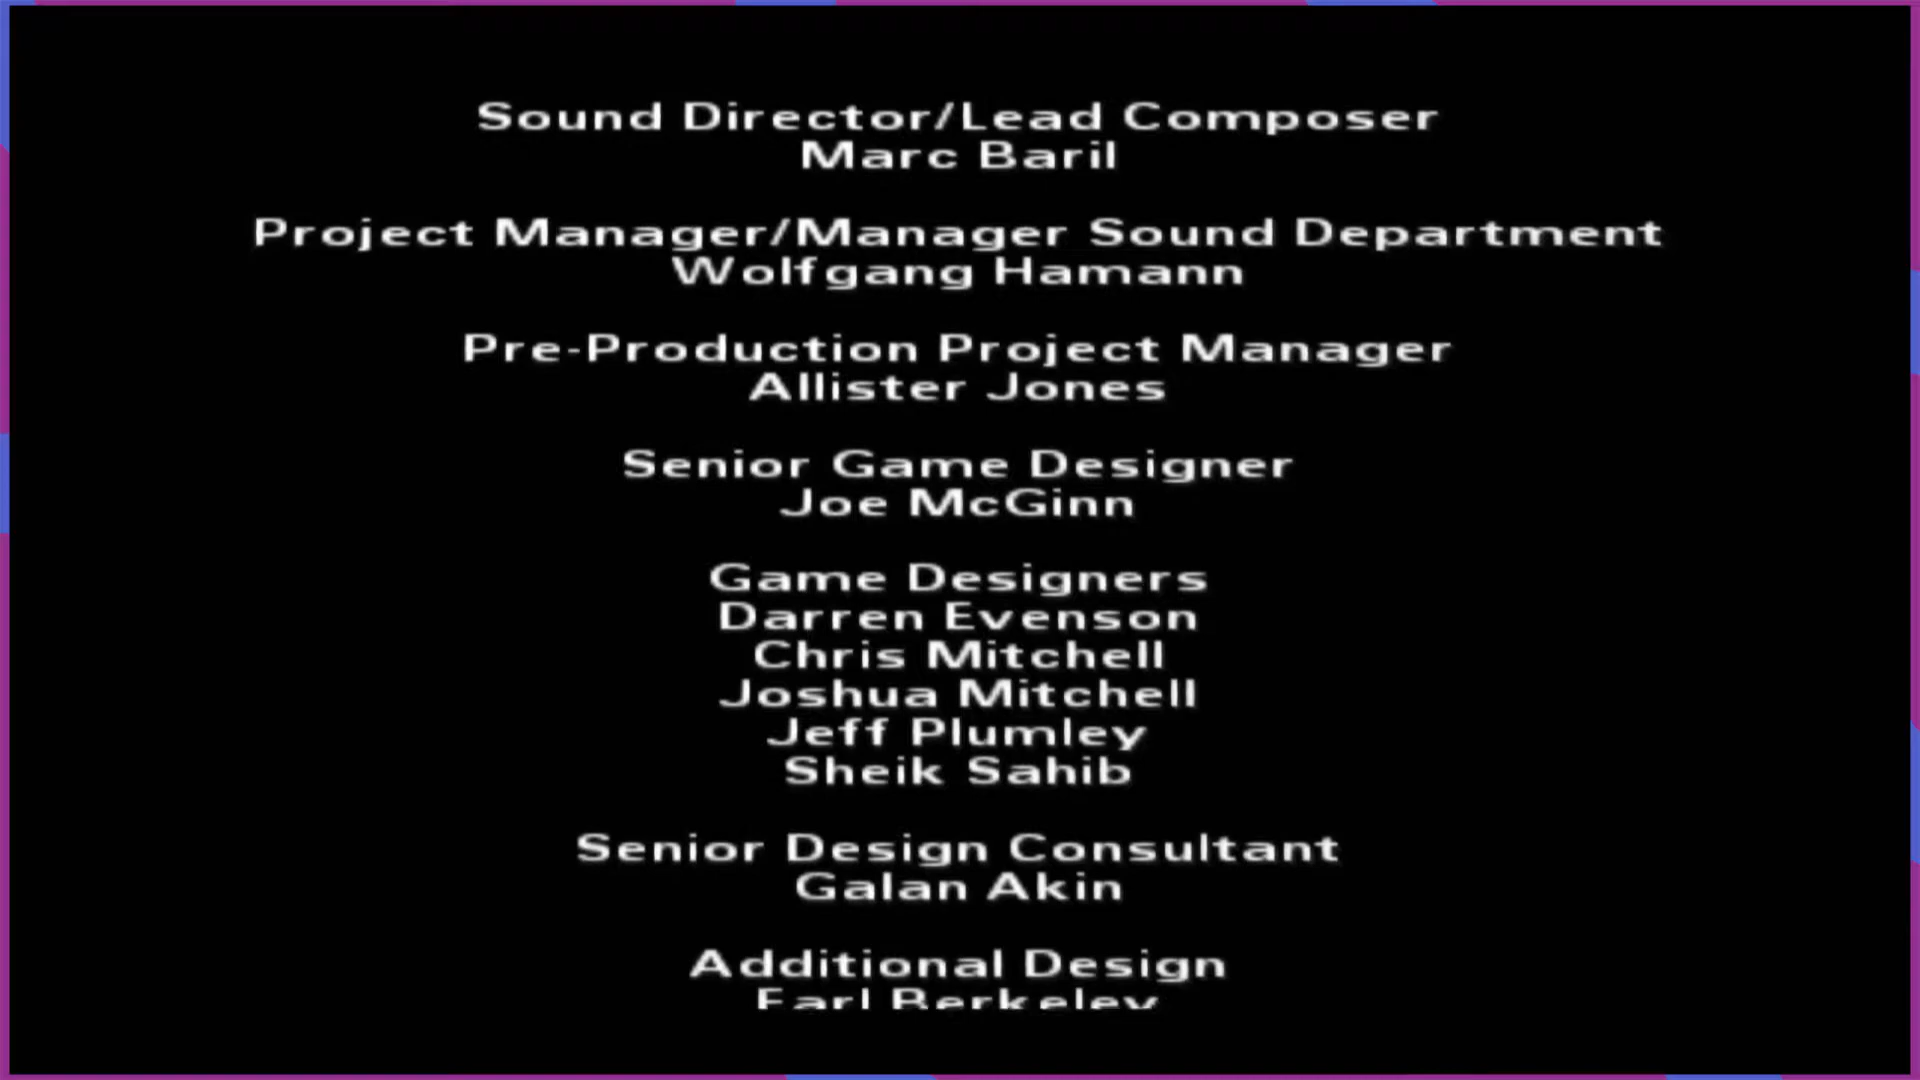 Sound Director/Lead Composer
Marc Baril
Project Manager/Manager Sound Department
Wolfgang Hamann
Pre-Production Project Manager
Allister Jones
Senior Game Designer
Joe McGinn
Game Designers
Darren Evenson
Chris Mitchell
Joshua Mitchell
Jeff Plumley
Sheik Sahib
Senior Design Consultant
Galan Akin
Additional Design
Earl Berkeley